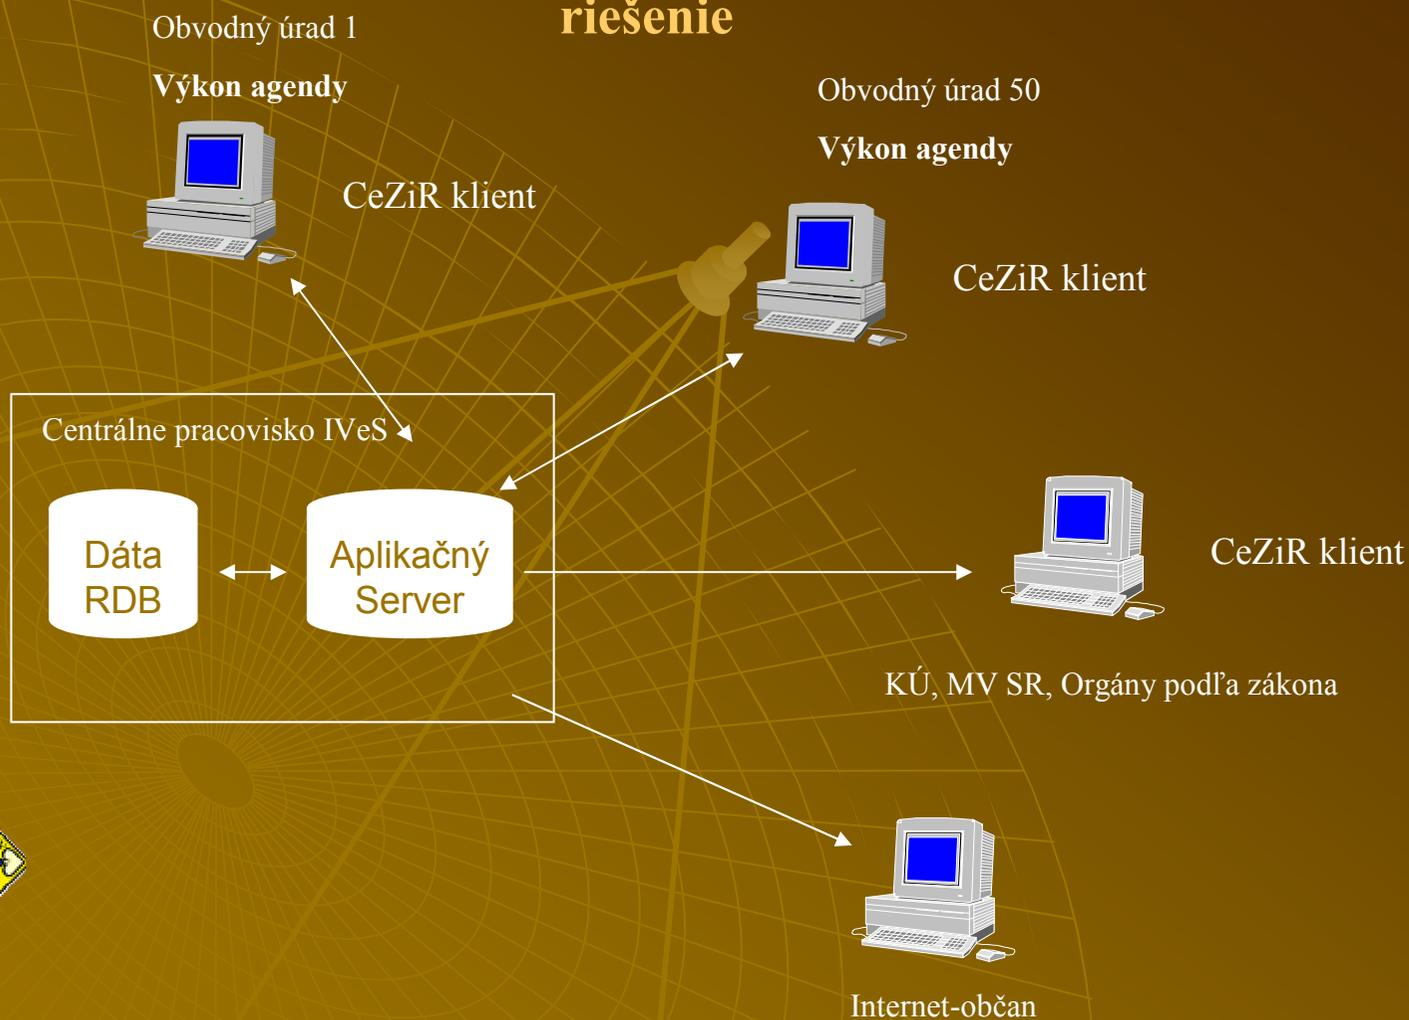 riešenie
Obvodný úrad 1
Výkon agendy
CeZiR klient
Obvodný úrad 50
Výkon agendy
CeZiR klient
Centrálne pracovisko IVeS
Dáta
RDB
Aplikačný
Server
CeZiR klient
KÚ, MV SR, Orgány podľa zákona
Internet-občan